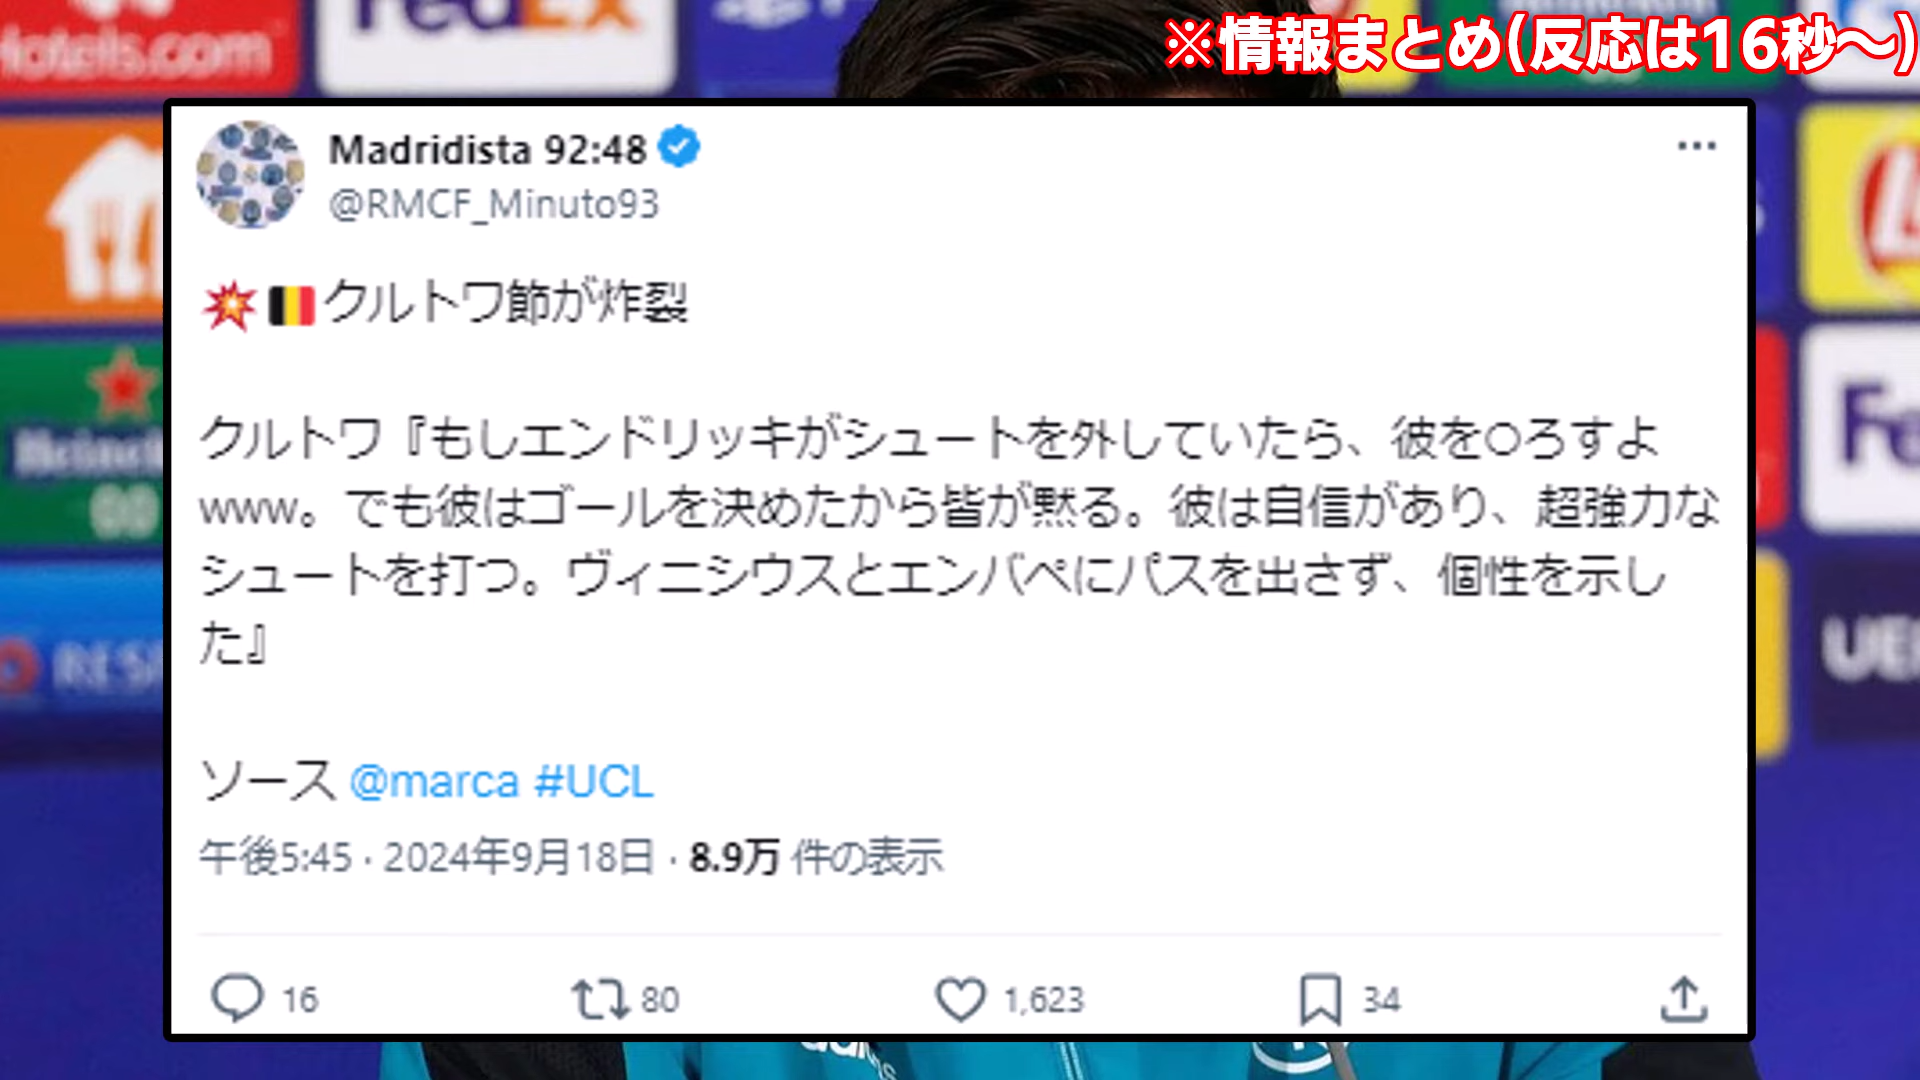 ※情報まとめ(反応は16秒～)
Hotels.com
FedEx
Madridista 92:48
@RMCF_Minuto93
💥🇧🇪クルトワ節が炸裂
クルトワ『もしエンドリッキがシュートを外していたら、彼を〇ろすよ
www。でも彼はゴールを決めたから皆が黙る。彼は自信があり、超強力な
シュートを打つ。ヴィニシウスとエンバペにパスを出さず、個性を示し
た』
ソース @marca #UCL
午後5:45 · 2024年9月18日 · 8.9万 件の表示
16
80
1,623
34